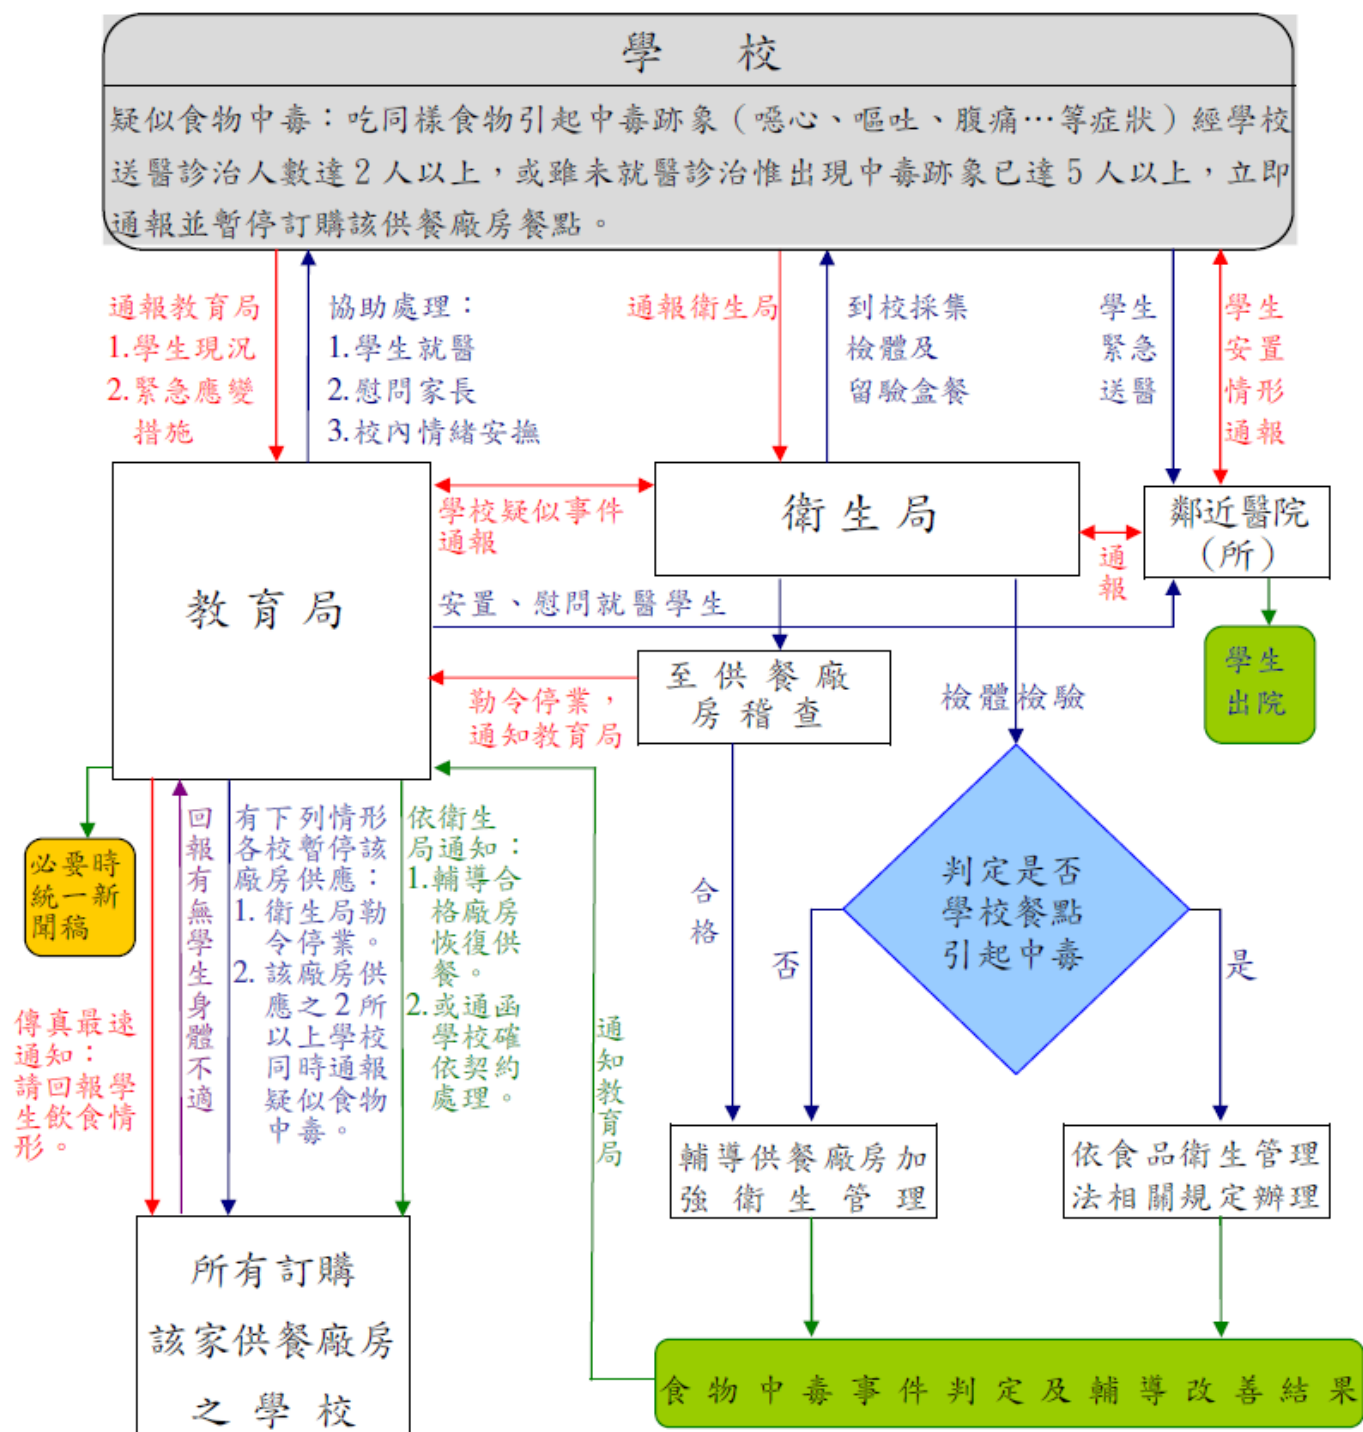 學校
疑似食物中毒：吃同樣食物引起中毒跡象（噁心、嘔吐、腹痛…等症狀）經學校
送醫診治人數達2人以上，或雖未就醫診治惟出現中毒跡象已達5人以上，立即
通報並暫停訂購該供餐廠房餐點。
通報教育局
1.學生現況
2.緊急應變
措施
協助處理：
1.學生就醫
2.慰問家長
3.校內情緒安撫
通報衛生局
到校採集
檢體及
留驗盒餐
學生
緊急
送醫
學生
安置
情形
通報
教育局
學校疑似事件
通報
衛生局
通報
鄰近醫院
（所）
安置、慰問就醫學生
至供餐廠
房稽查
勒令停業，
通知教育局
檢體檢驗
學生
出院
必要時
統一新
聞稿
傳真最速
通知：
請回報學
生飲食情
形。
回報有無學生身體不適
有下列情形
各校暫停該
廠房供應：
1. 衛生局勒
令停業。
2. 該廠房供
應之2所
以上學校
同時通報
疑似食物
中毒。
依衛生
局通知：
1.輔導合
格廠房
恢復供
餐。
2.或通函
學校確
依契約
處理。
通知教育局
合格
判定是否
學校餐點
引起中毒
否
是
輔導供餐廠房加
強衛生管理
依食品衛生管理
法相關規定辦理
所有訂購
該家供餐廠房
之學校
食物中毒事件判定及輔導改善結果